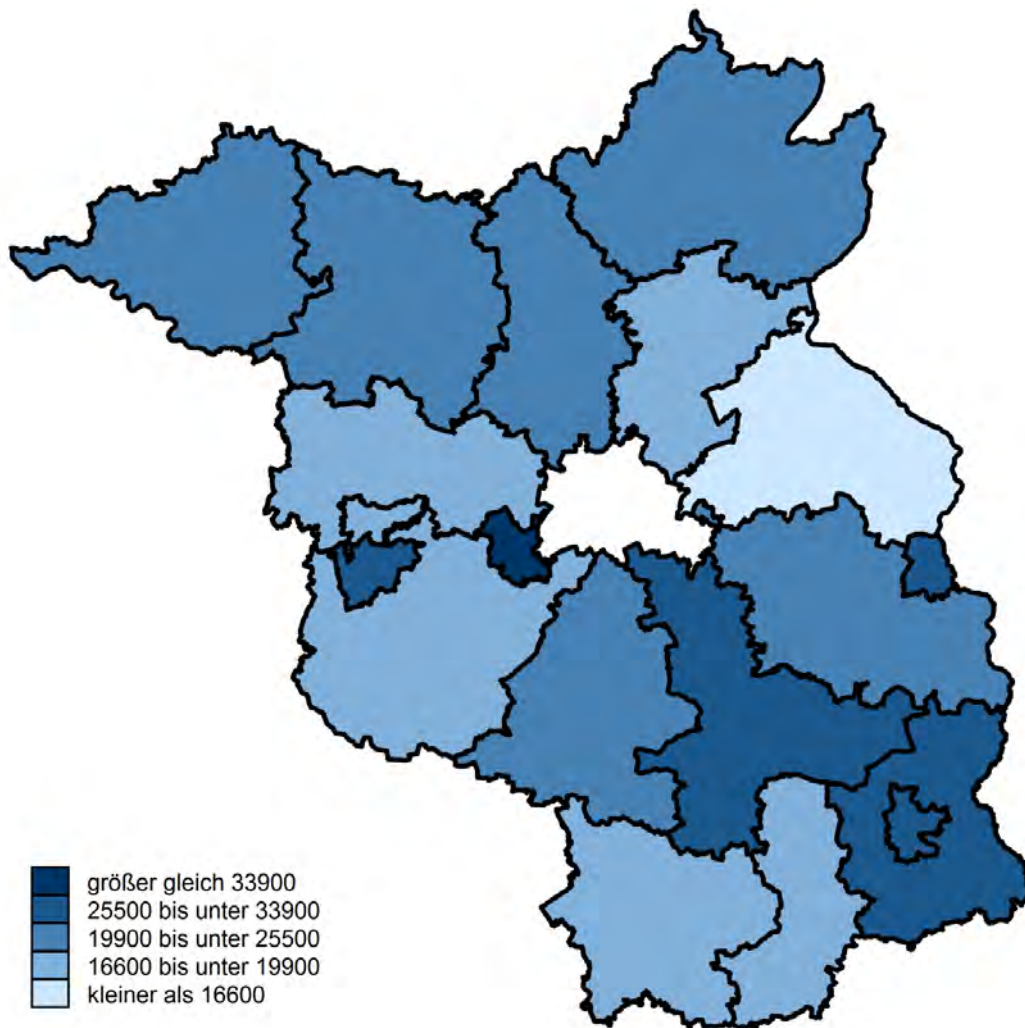 größer gleich 33900
25500 bis unter 33900
19900 bis unter 25500
16600 bis unter 19900
kleiner als 16600